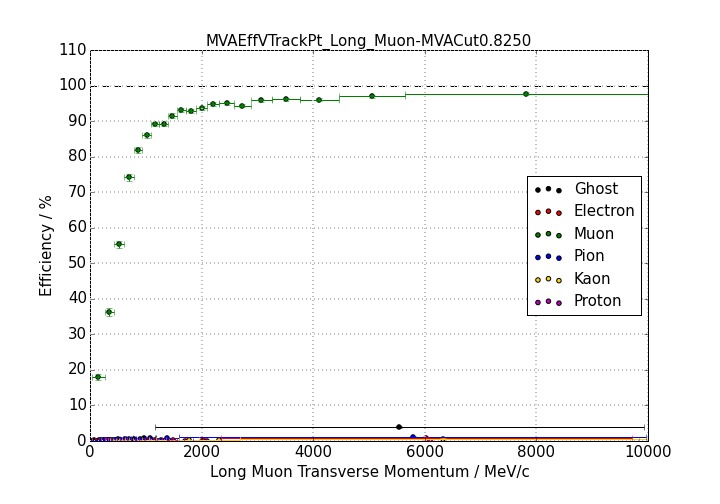 MVAEffVTrackPt_Long_Muon-MVACut0.8250
110
100
90
80
70
60
50
40
30
20
10
0
Efficiency / %
Ghost
Electron
Muon
Pion
Kaon
Proton
0 2000 4000 6000 8000 10000
Long Muon Transverse Momentum / MeV/c